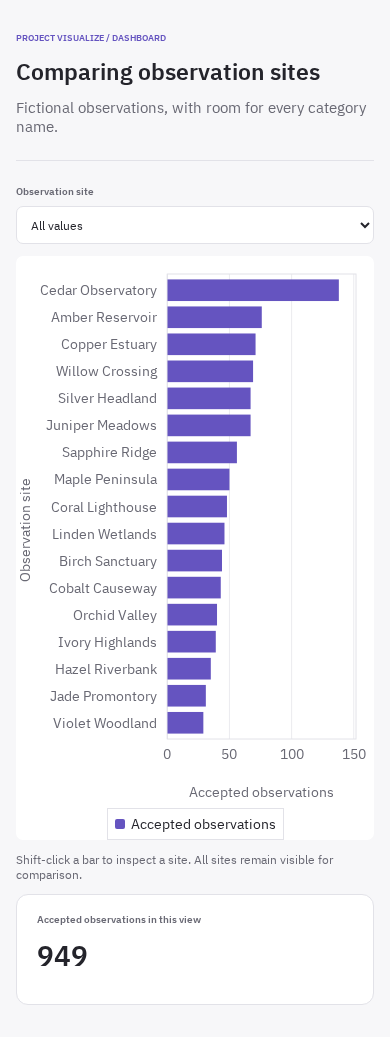 PROJECT VISUALIZE / DASHBOARD
Comparing observation sites
Fictional observations, with room for every category
name.
Observation site
All values
Observation site
Cedar Observatory
Amber Reservoir
Copper Estuary
Willow Crossing
Silver Headland
Juniper Meadows
Sapphire Ridge
Maple Peninsula
Coral Lighthouse
Linden Wetlands
Birch Sanctuary
Cobalt Causeway
Orchid Valley
Ivory Highlands
Hazel Riverbank
Jade Promontory
Violet Woodland
0 50 100 150
Accepted observations
Accepted observations
Shift-click a bar to inspect a site. All sites remain visible for
comparison.
Accepted observations in this view
949